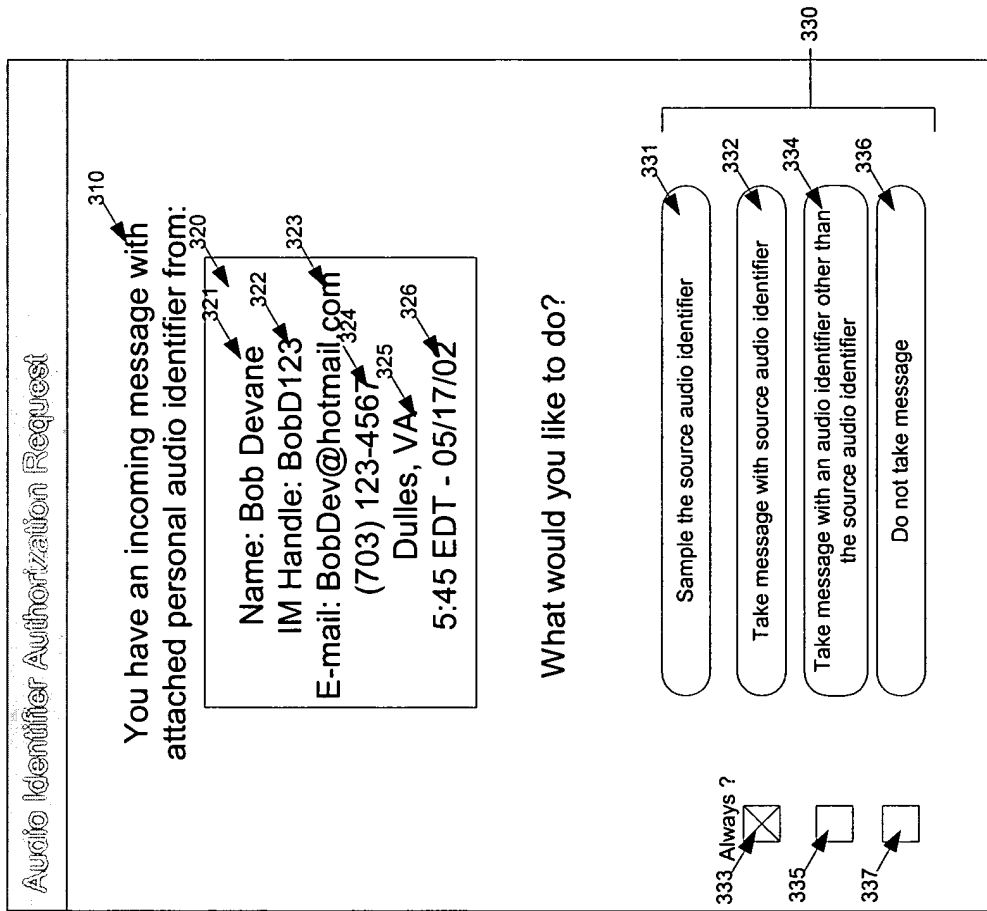 Audio Identifier Authorization Request
310
You have an incoming message with
attached personal audio identifier from:
320
321
322
323
Name: Bob Devane
IM Handle: BobD123
E-mail: BobDev@hotmail.com
324
(703) 123-4567
325
Dulles, VA
326
5:45 EDT - 05/17/02
What would you like to do?
330
331
Sample the source audio identifier
333 Always ?
332
Take message with source audio identifier
335
334
Take message with an audio identifier other than
the source audio identifier
337
336
Do not take message